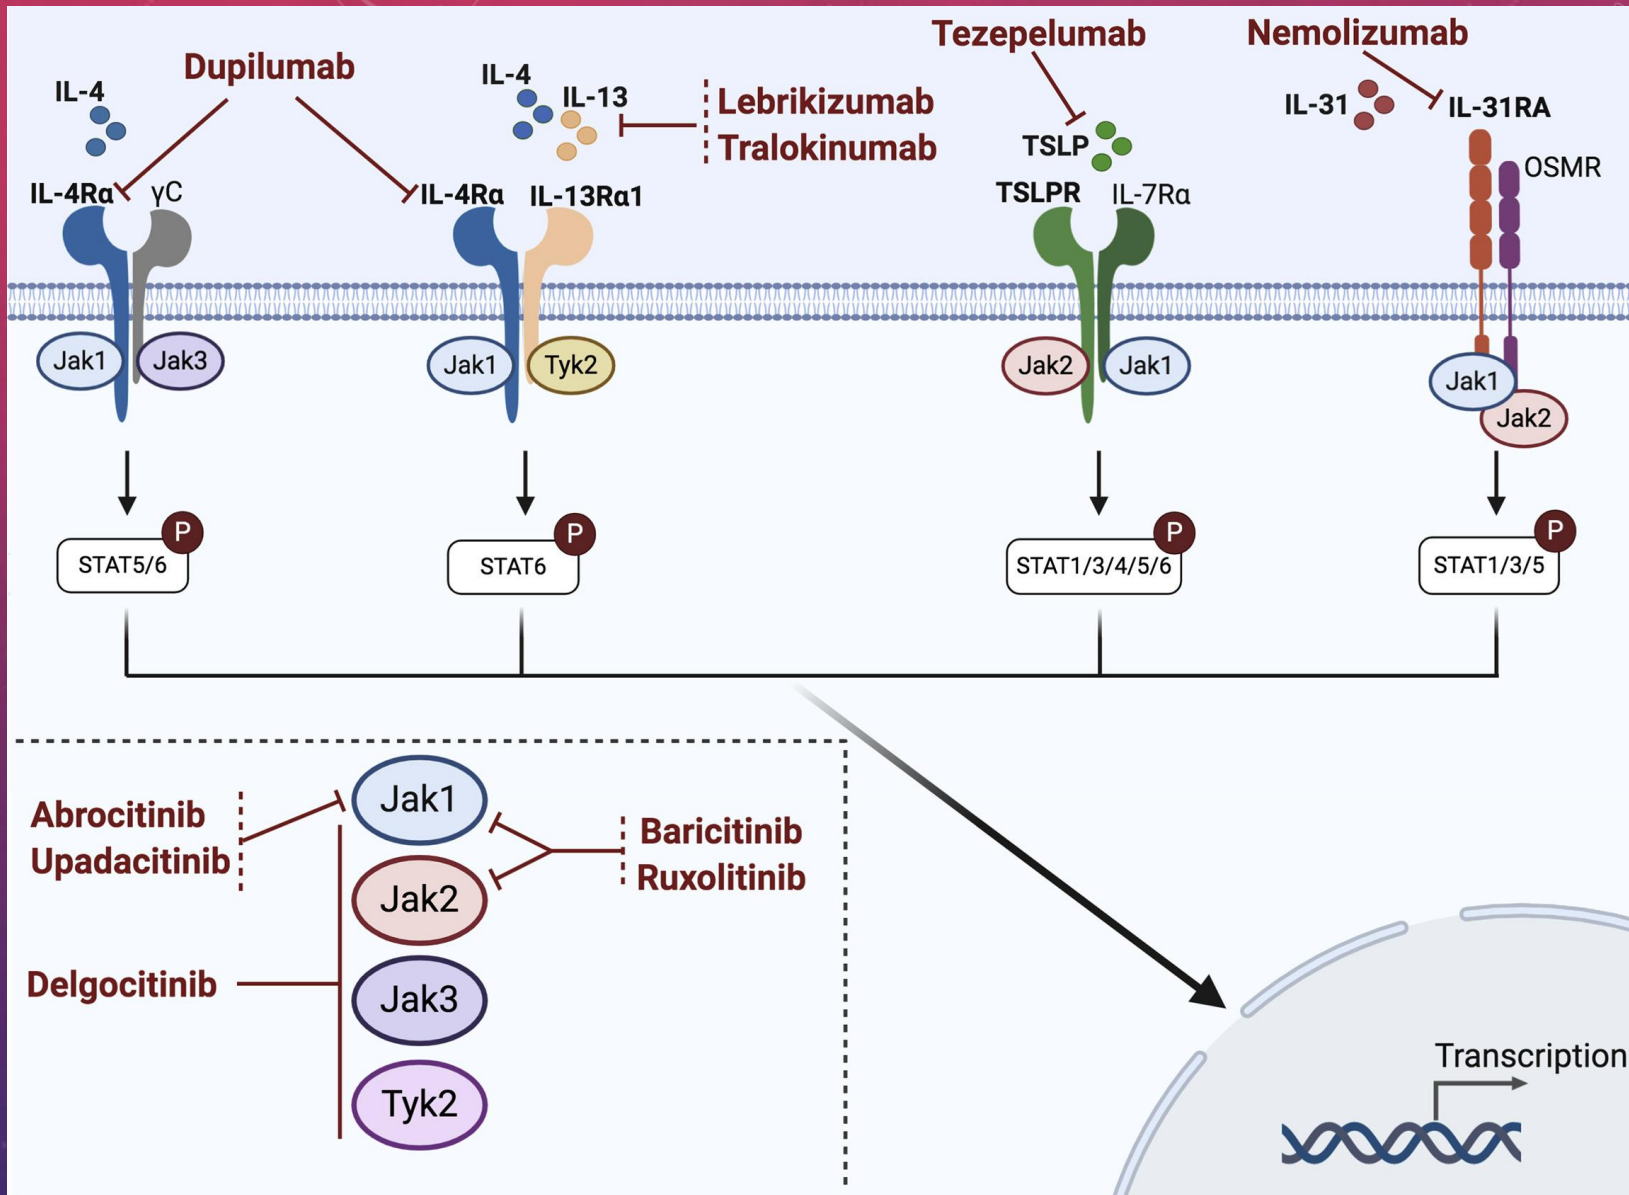 Dupilumab
Tezepelumab
Nemolizumab
IL-4
IL-4
IL-13
Lebrikizumab
Tralokinumab
TSLP
IL-31
IL-31RA
OSMR
IL-4Rα
γC
IL-4Rα
IL-13Rα1
TSLPR
IL-7Rα
Jak1
Jak3
Jak1
Tyk2
Jak2
Jak1
Jak1
Jak2
P
STAT5/6
P
STAT6
P
STAT1/3/4/5/6
P
STAT1/3/5
Abrocitinib
Upadacitinib
Delgocitinib
Jak1
Jak2
Jak3
Tyk2
Baricitinib
Ruxolitinib
Transcription